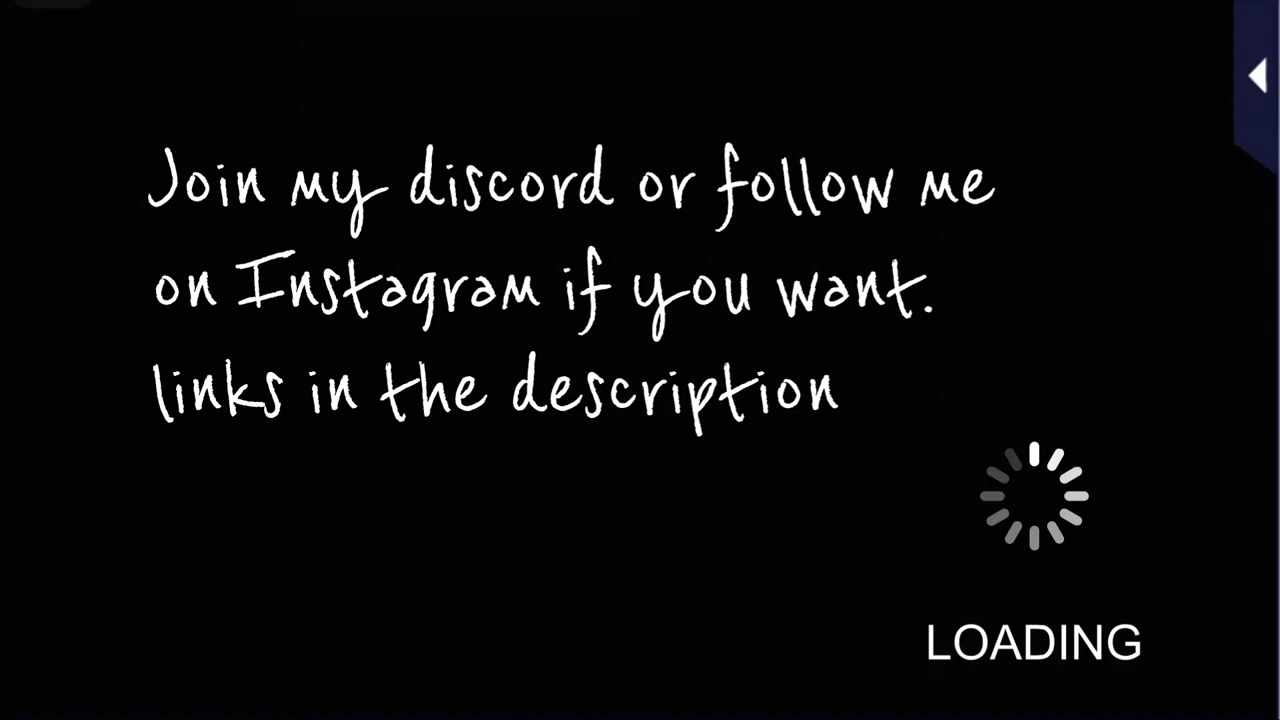 Join my discord or follow me
on Instagram if you want.
links in the description
LOADING